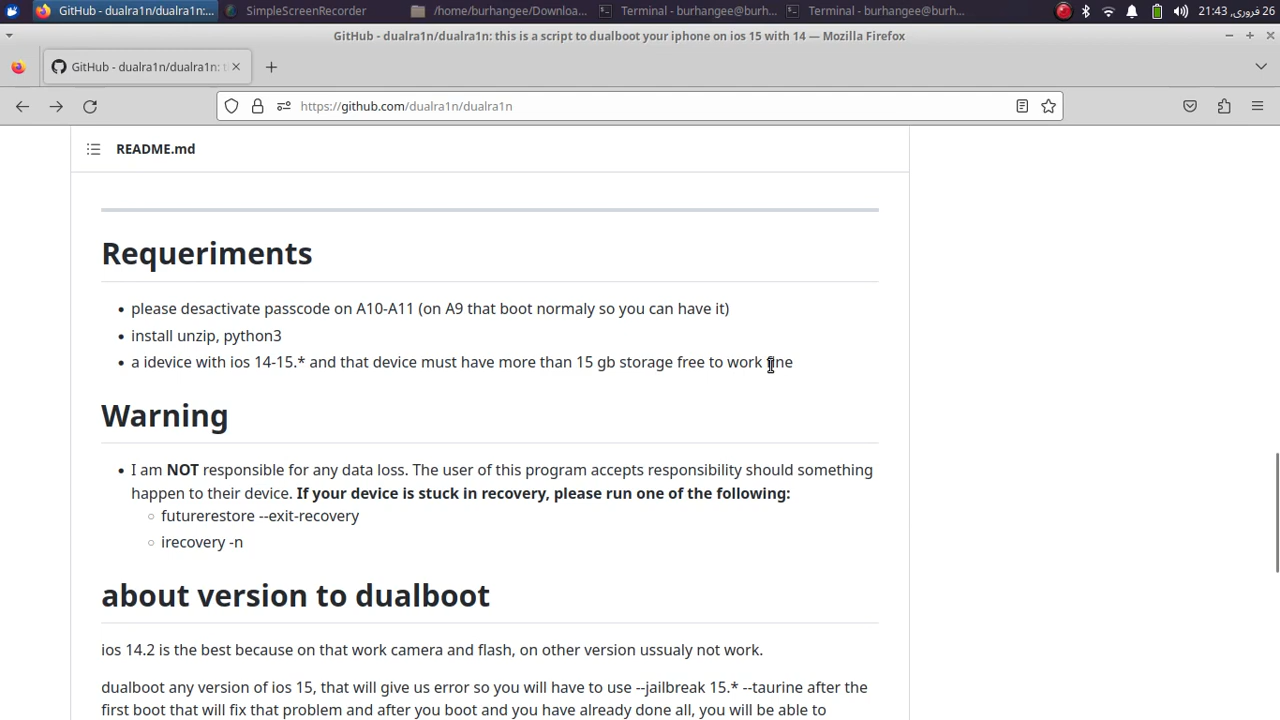 GitHub - dualra1n/dualra1n:...
SimpleScreenRecorder
/home/burhangee/Downloa...
Terminal - burhangee@burh...
Terminal - burhangee@burh...
26 فروری, 21:43
GitHub - dualra1n/dualra1n: this is a script to dualboot your iphone on ios 15 with 14 — Mozilla Firefox
GitHub - dualra1n/dualra1n: t
https://github.com/dualra1n/dualra1n
README.md
Requeriments
• please desactivate passcode on A10-A11 (on A9 that boot normaly so you can have it)
• install unzip, python3
• a idevice with ios 14-15.* and that device must have more than 15 gb storage free to work fine
Warning
• I am NOT responsible for any data loss. The user of this program accepts responsibility should something
happen to their device. If your device is stuck in recovery, please run one of the following:
○ futurerestore --exit-recovery
○ irecovery -n
about version to dualboot
ios 14.2 is the best because on that work camera and flash, on other version ussualy not work.
dualboot any version of ios 15, that will give us error so you will have to use --jailbreak 15.* --taurine after the
first boot that will fix that problem and after you boot and you have already done all, you will be able to